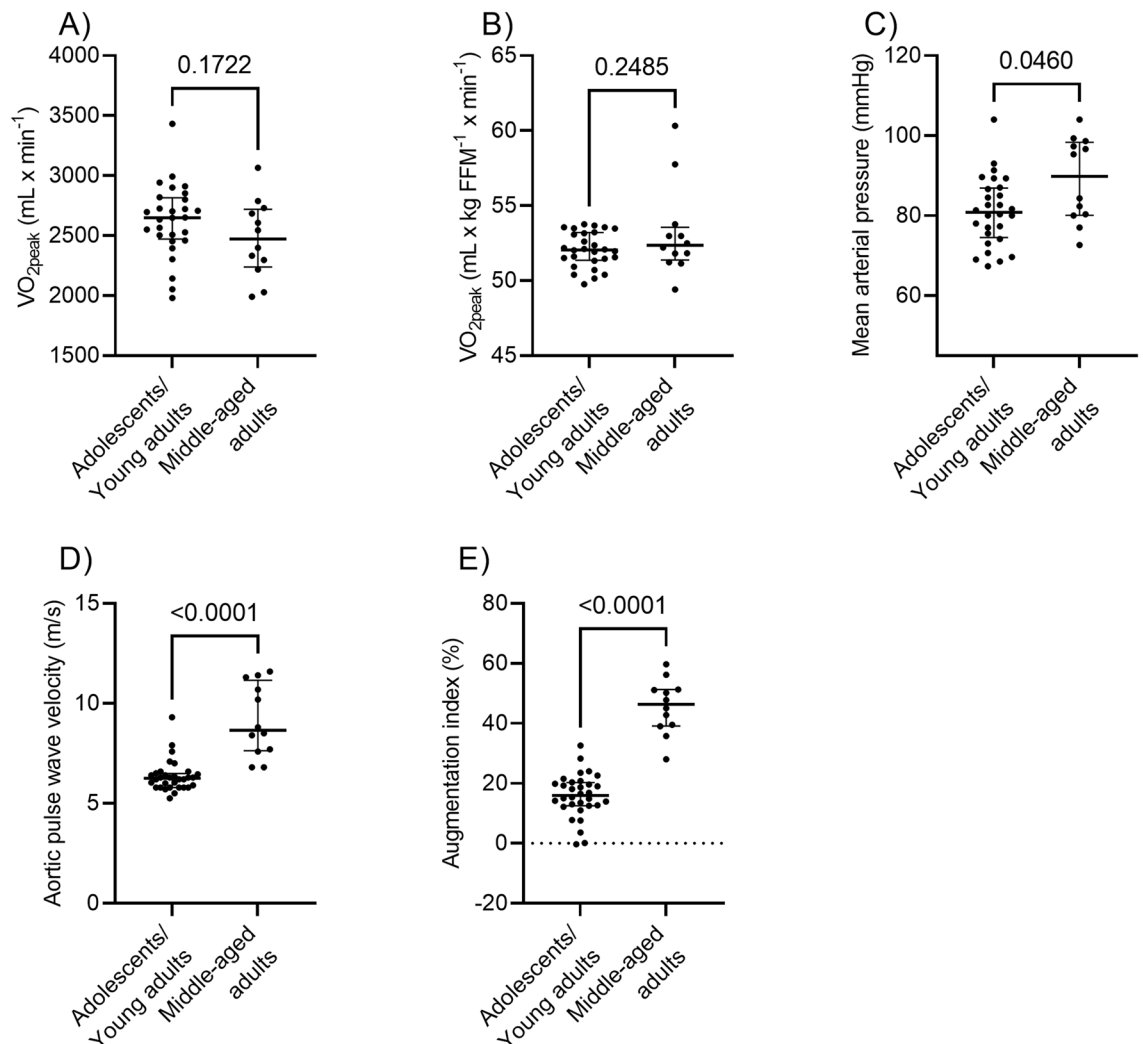 A)
VO2peak (mL x min-1)
4000
3500
3000
2500
2000
1500
0.1722
Adolescents/
Young adults
Middle-aged
adults
B)
VO2peak (mL x kg FFM-1 x min-1)
65
60
55
50
45
0.2485
Adolescents/
Young adults
Middle-aged
adults
C)
Mean arterial pressure (mmHg)
120
100
80
60
0.0460
Adolescents/
Young adults
Middle-aged
adults
D)
Aortic pulse wave velocity (m/s)
15
10
5
0
<0.0001
Adolescents/
Young adults
Middle-aged
adults
E)
Augmentation index (%)
80
60
40
20
0
-20
<0.0001
Adolescents/
Young adults
Middle-aged
adults